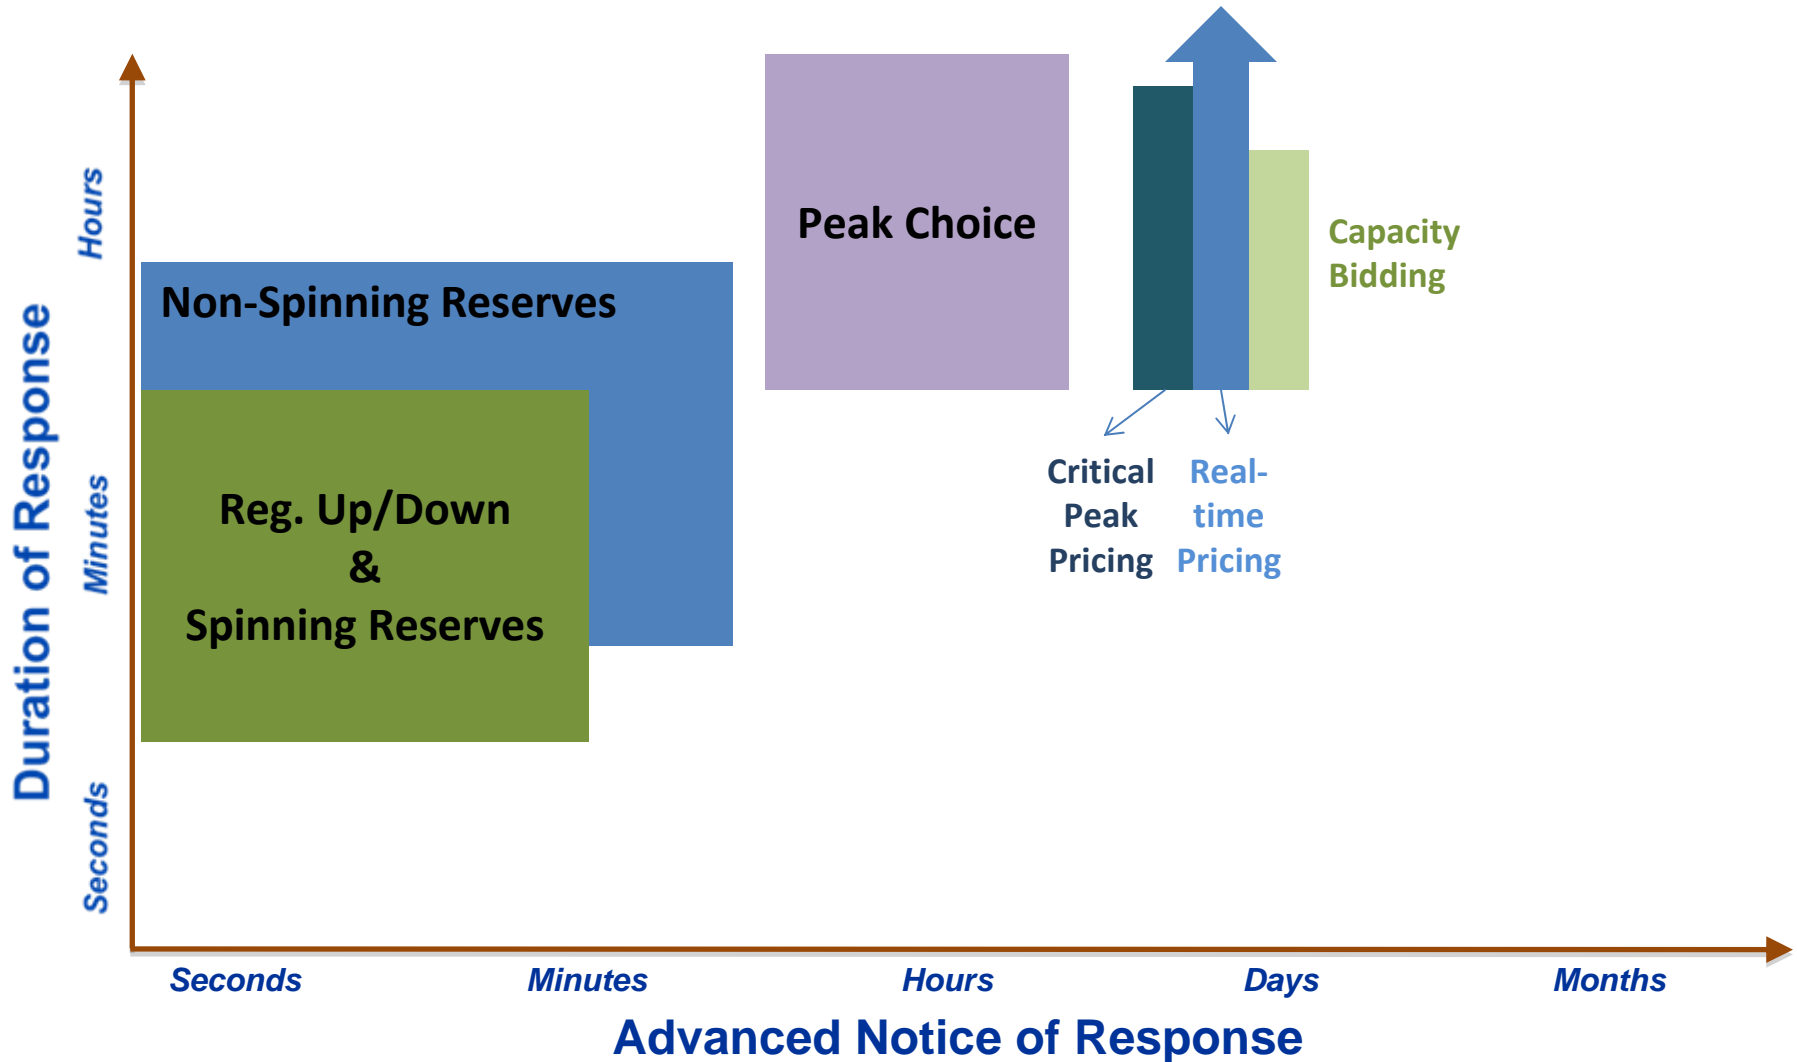 Duration of Response
Hours
Minutes
Seconds
Non-Spinning Reserves
Reg. Up/Down
&
Spinning Reserves
Peak Choice
Capacity
Bidding
Critical
Peak
Pricing
Real-
time
Pricing
Seconds Minutes Hours Days Months
Advanced Notice of Response